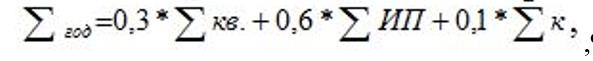 ∑ год =0,3 * ∑ кв. + 0,6 * ∑ ИП + 0,1 * ∑ к ,